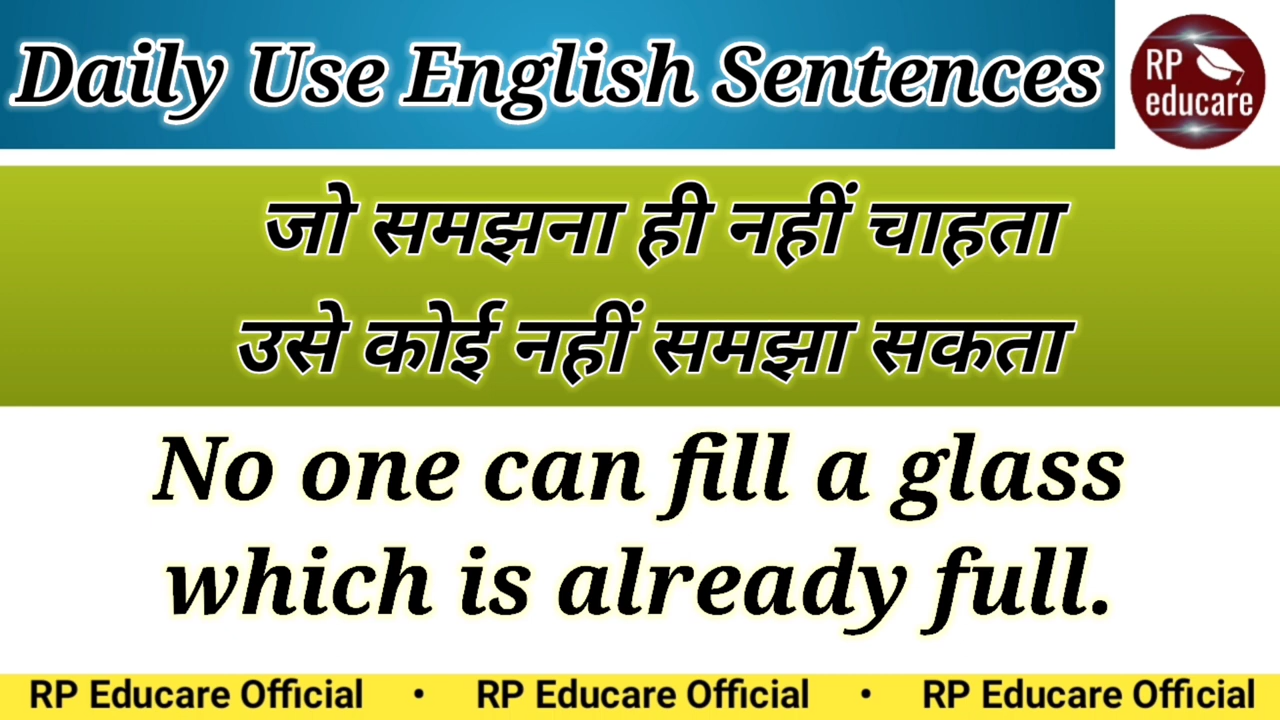 Daily Use English Sentences
RP
educare
जो समझना ही नहीं चाहता
उसे कोई नहीं समझा सकता
No one can fill a glass
which is already full.
RP Educare Official • RP Educare Official • RP Educare Official